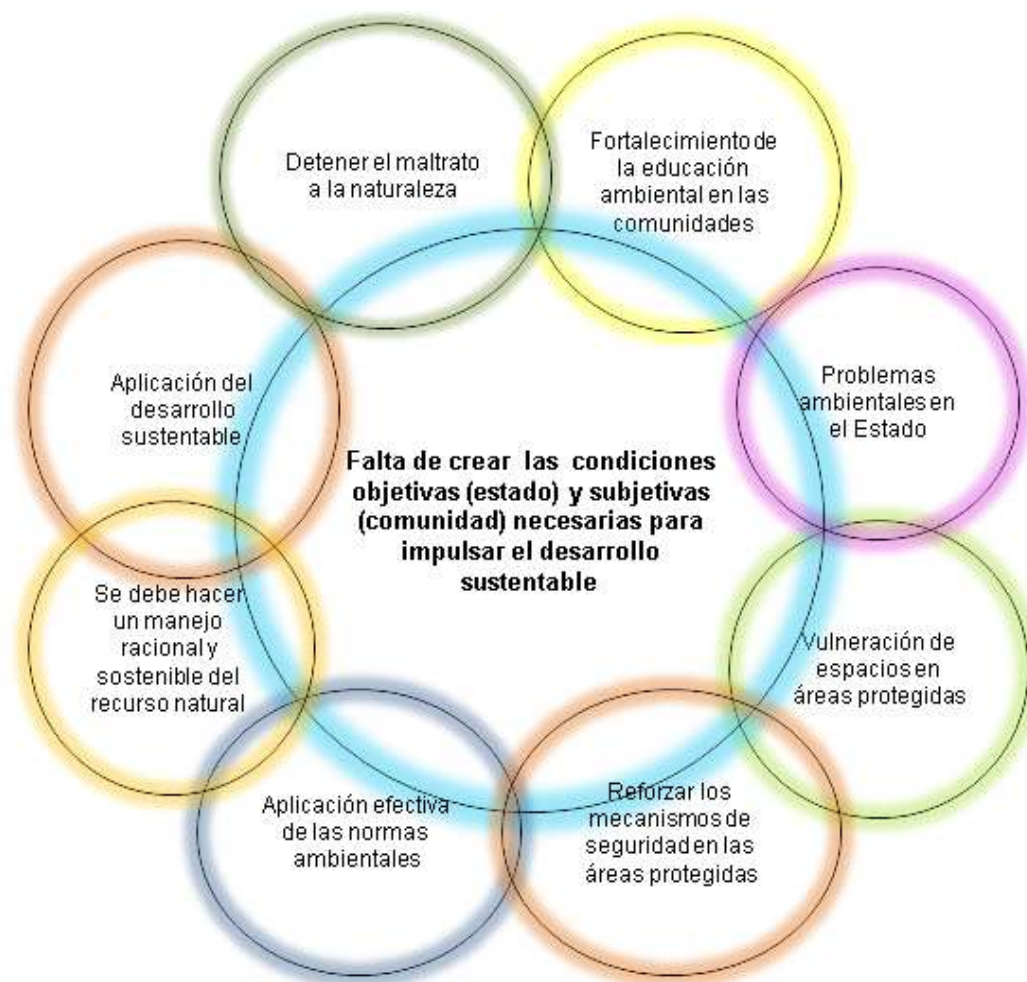 Detener el maltrato
a la naturaleza
Fortalecimiento de
la educación
ambiental en las
comunidades
Problemas
ambientales en
el Estado
Vulneración de
espacios en
áreas protegidas
Reforzar los
mecanismos de
seguridad en las
áreas protegidas
Aplicación efectiva
de las normas
ambientales
Se debe hacer
un manejo
racional y
sostenible del
recurso natural
Aplicación del
desarrollo
sustentable
Falta de crear las condiciones
objetivas (estado) y subjetivas
(comunidad) necesarias para
impulsar el desarrollo
sustentable